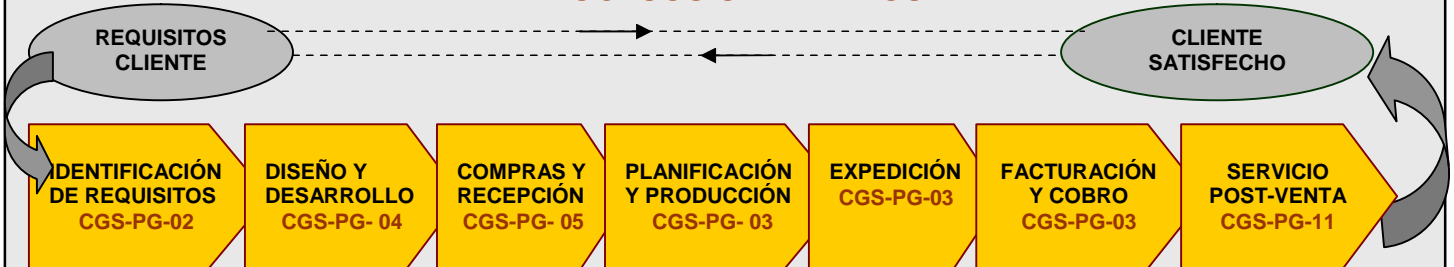 REQUISITOS
CLIENTE
CLIENTE
SATISFECHO
IDENTIFICACIÓN
DE REQUISITOS
CGS-PG-02
DISEÑO Y
DESARROLLO
CGS-PG- 04
COMPRAS Y
RECEPCIÓN
CGS-PG- 05
PLANIFICACIÓN
Y PRODUCCIÓN
CGS-PG- 03
EXPEDICIÓN
CGS-PG-03
FACTURACIÓN
Y COBRO
CGS-PG-03
SERVICIO
POST-VENTA
CGS-PG-11